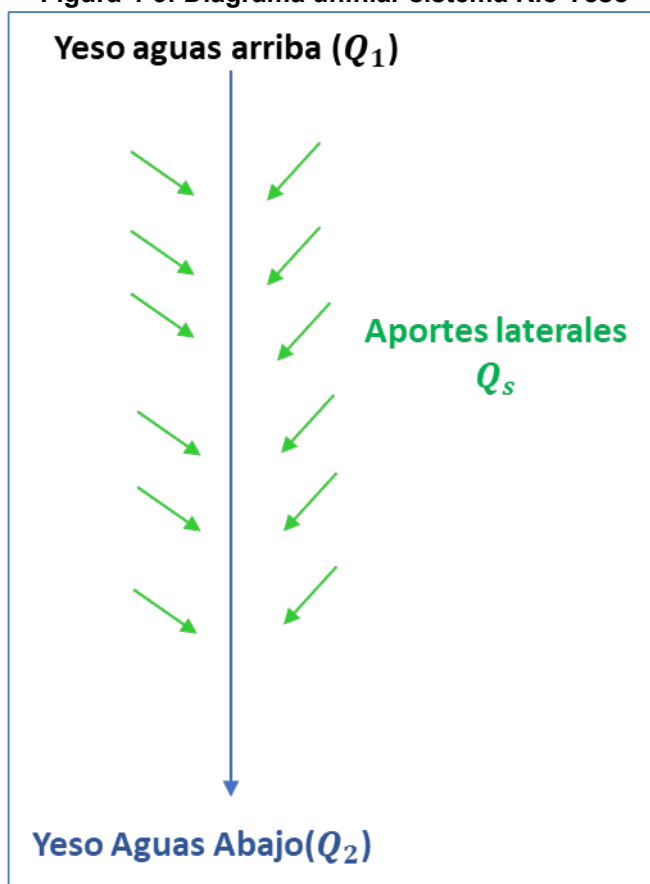 Yeso aguas arriba (Q₁)
Aportes laterales
Qₛ
Yeso Aguas Abajo(Q₂)